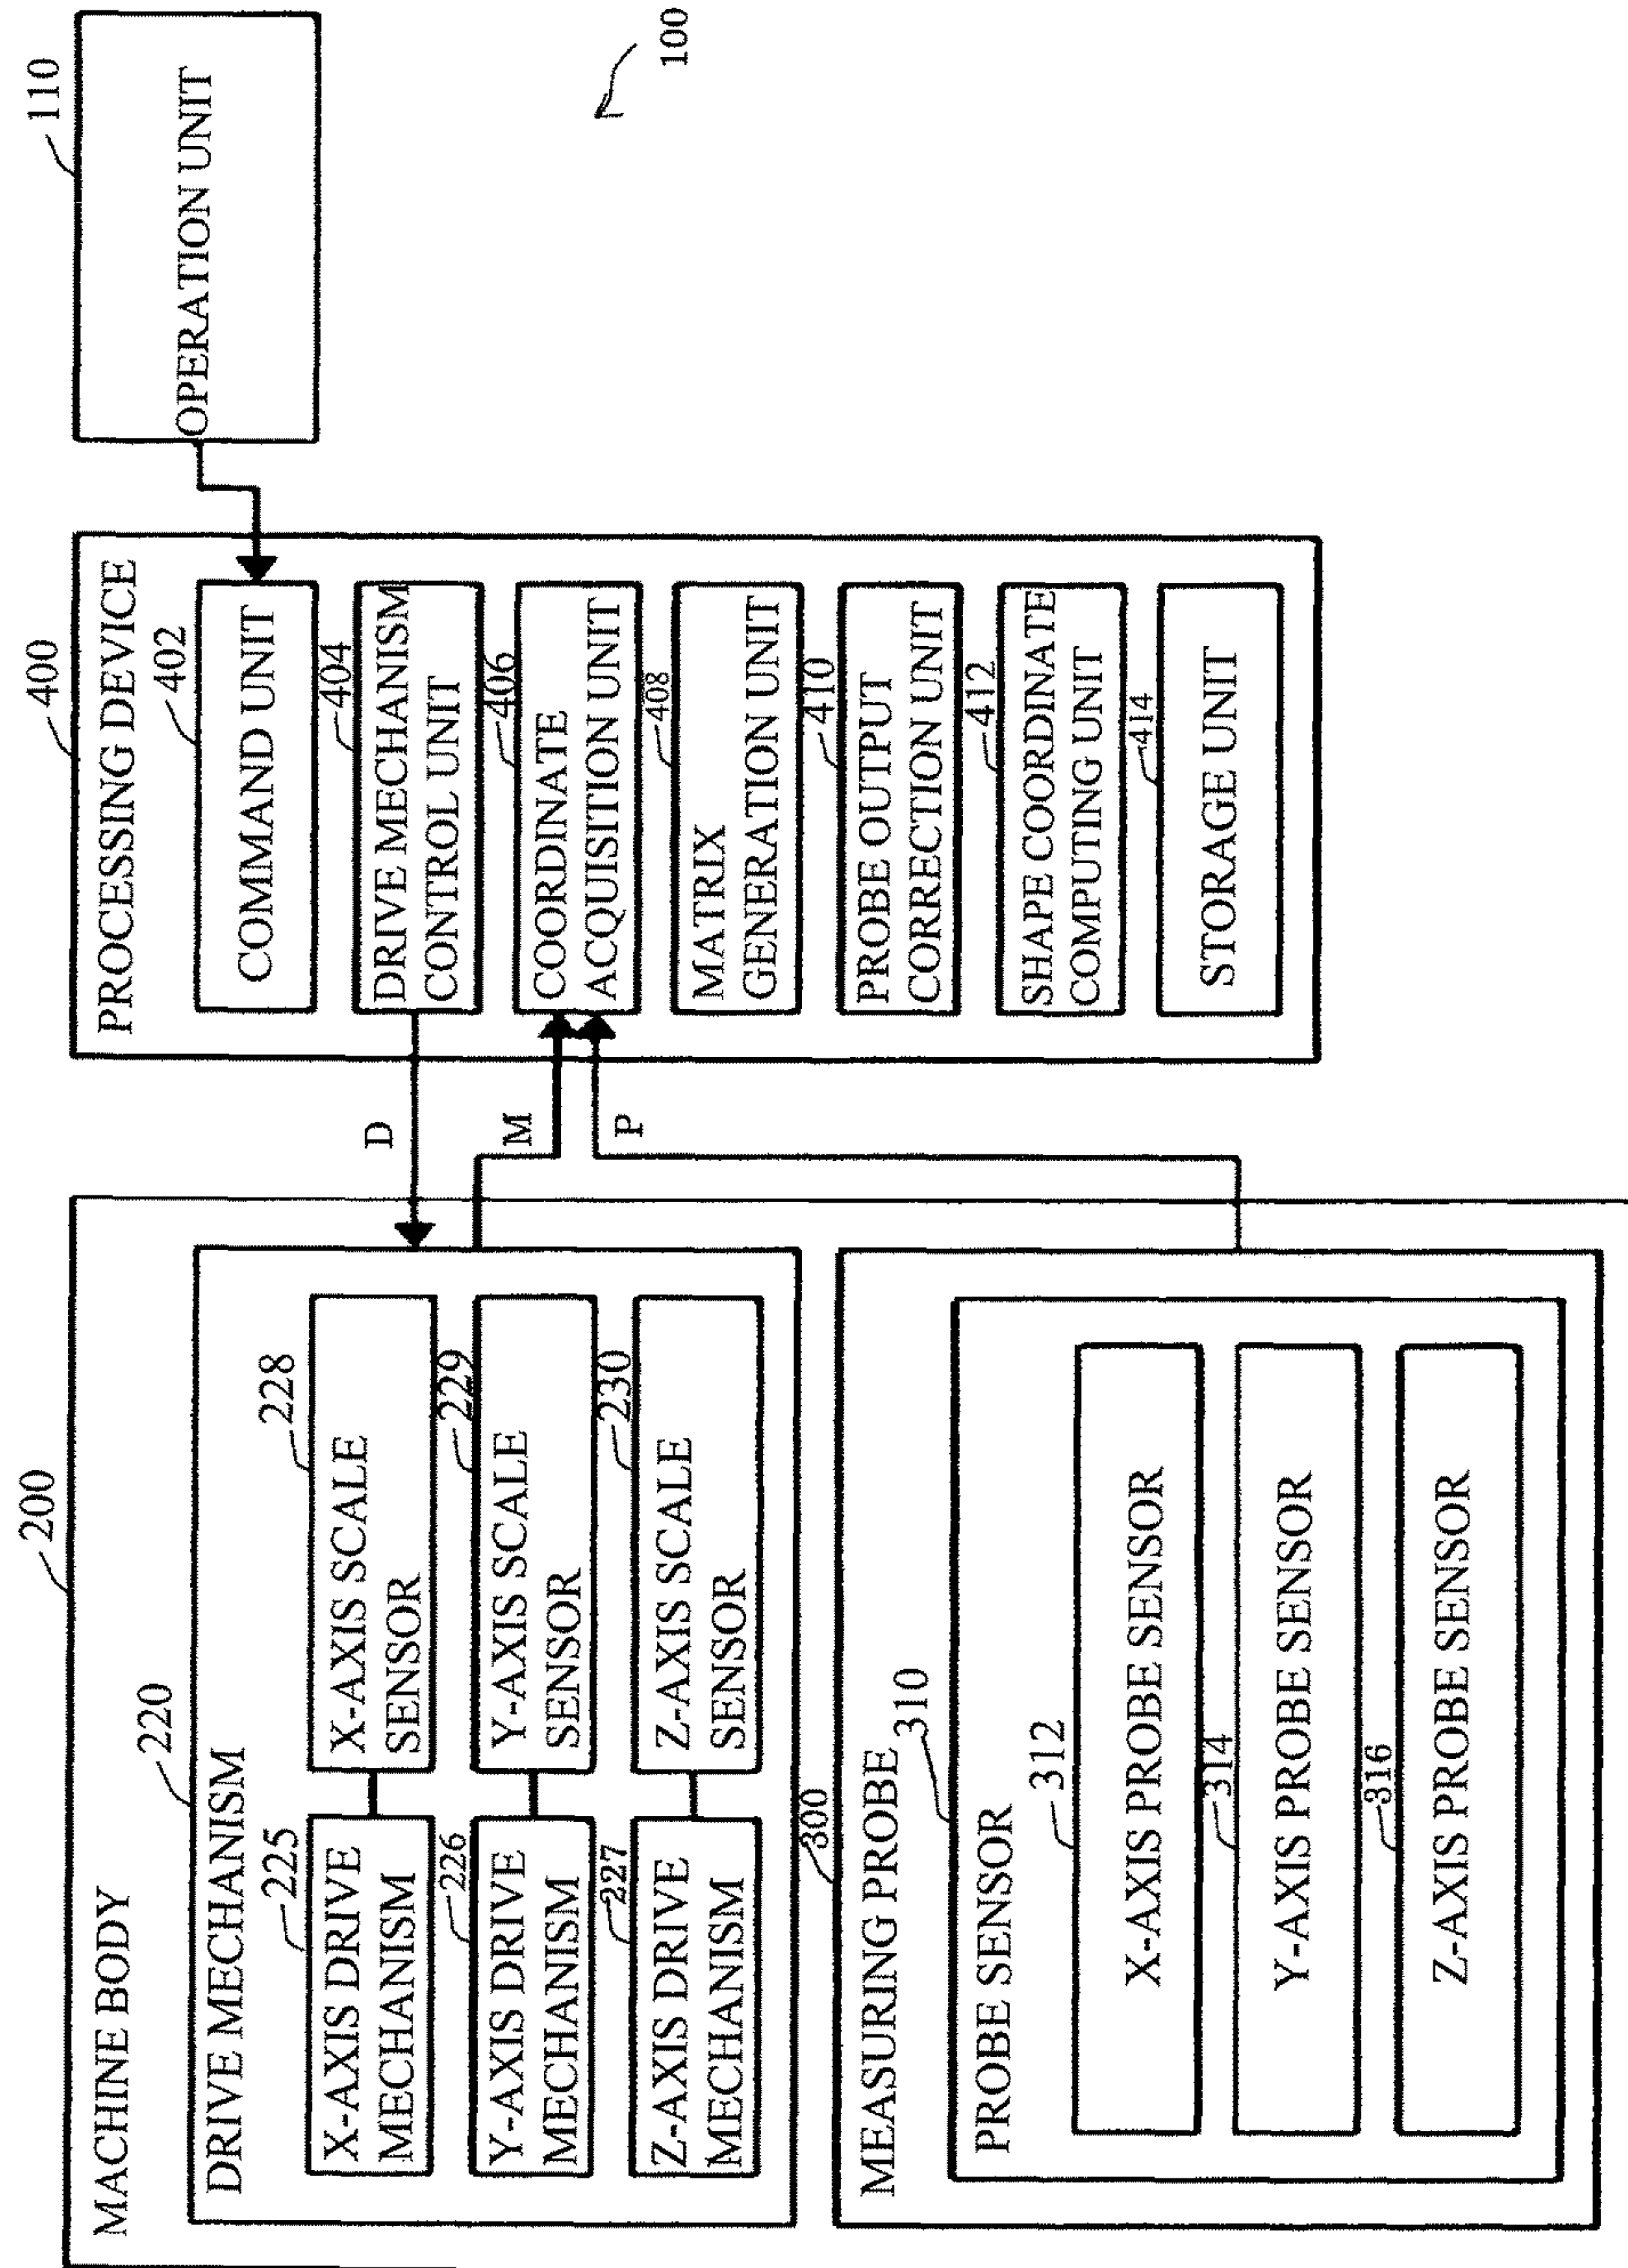 200
MACHINE BODY
220
DRIVE MECHANISM
225
X-AXIS DRIVE
MECHANISM
228
X-AXIS SCALE
SENSOR
226
Y-AXIS DRIVE
MECHANISM
229
Y-AXIS SCALE
SENSOR
227
Z-AXIS DRIVE
MECHANISM
230
Z-AXIS SCALE
SENSOR
300
MEASURING PROBE
310
PROBE SENSOR
312
X-AXIS PROBE SENSOR
314
Y-AXIS PROBE SENSOR
316
Z-AXIS PROBE SENSOR
D
M
P
400
PROCESSING DEVICE
402
COMMAND UNIT
404
DRIVE MECHANISM
CONTROL UNIT
406
COORDINATE
ACQUISITION UNIT
408
MATRIX
GENERATION UNIT
410
PROBE OUTPUT
CORRECTION UNIT
412
SHAPE COORDINATE
COMPUTING UNIT
414
STORAGE UNIT
110
OPERATION UNIT
100